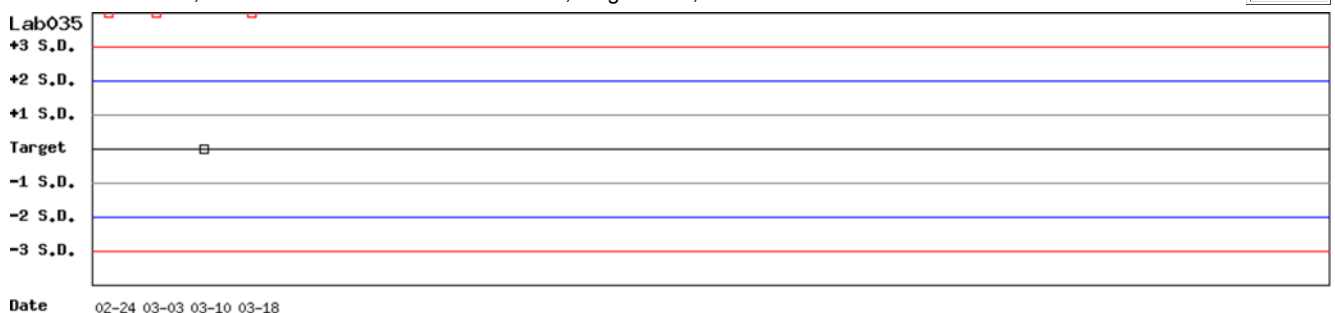 Lab035
+3 S.D.
+2 S.D.
+1 S.D.
Target
-1 S.D.
-2 S.D.
-3 S.D.
Date 02-24 03-03 03-10 03-18